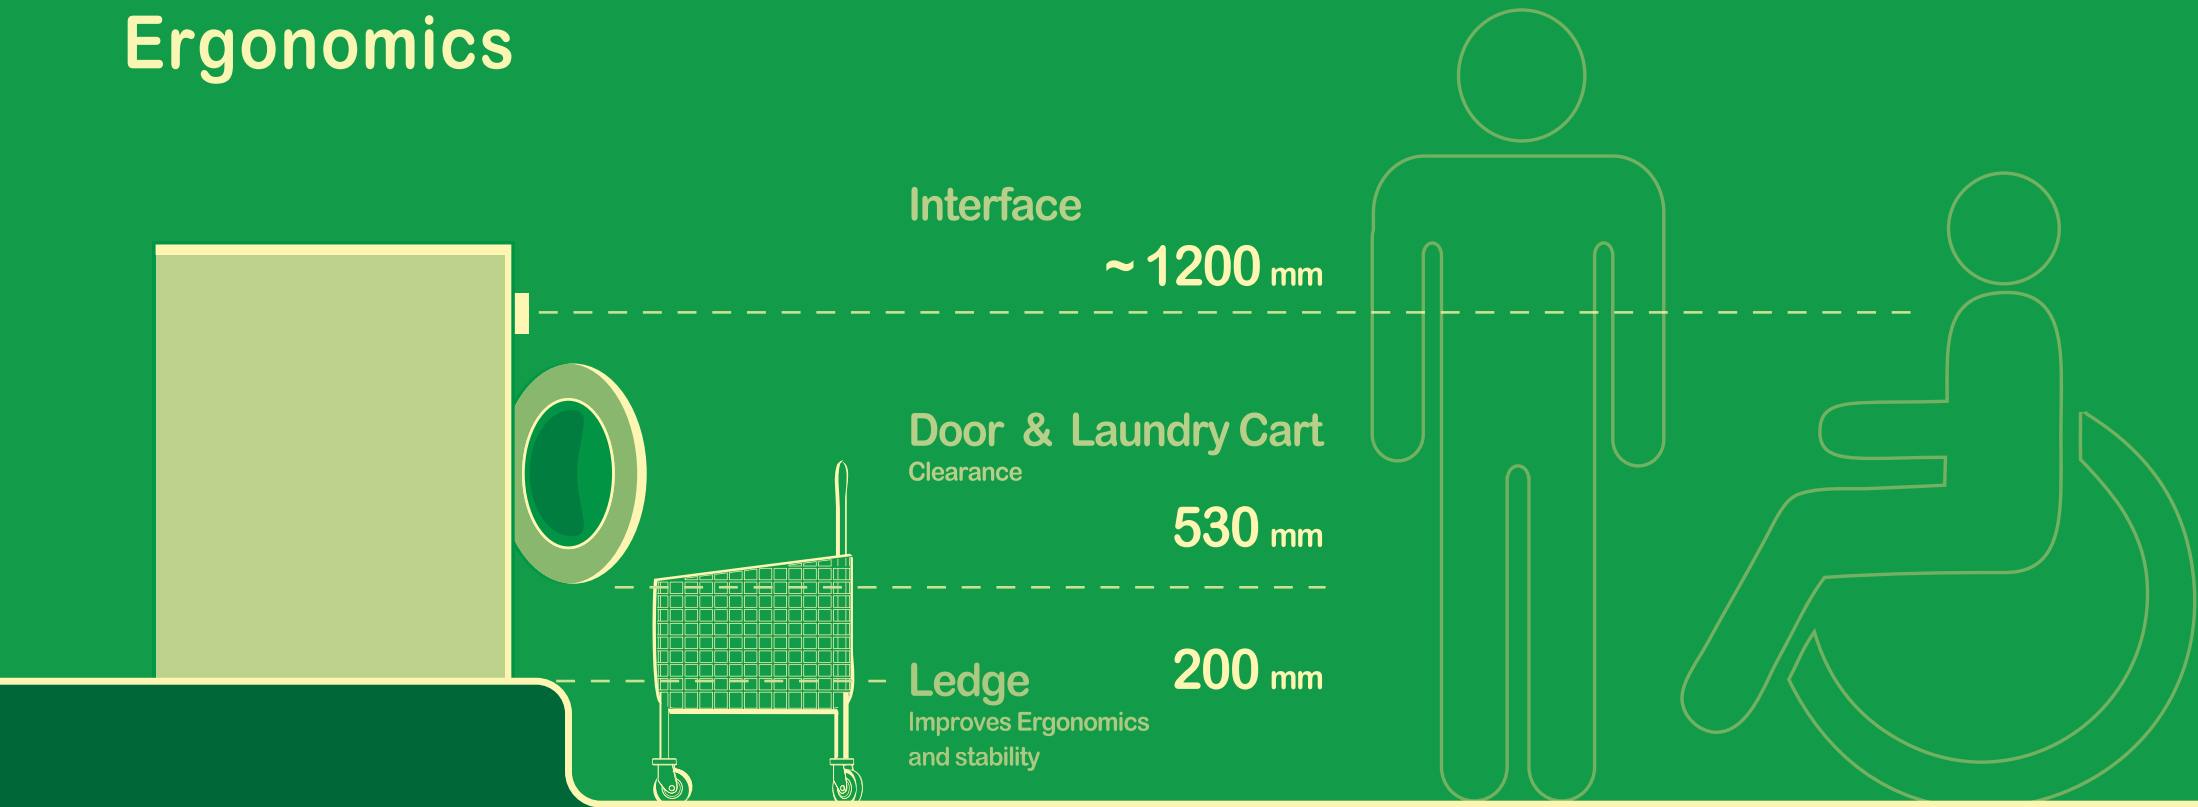 Ergonomics
Interface
~ 1200 mm
Door & Laundry Cart
Clearance
530 mm
Ledge
200 mm
Improves Ergonomics
and stability